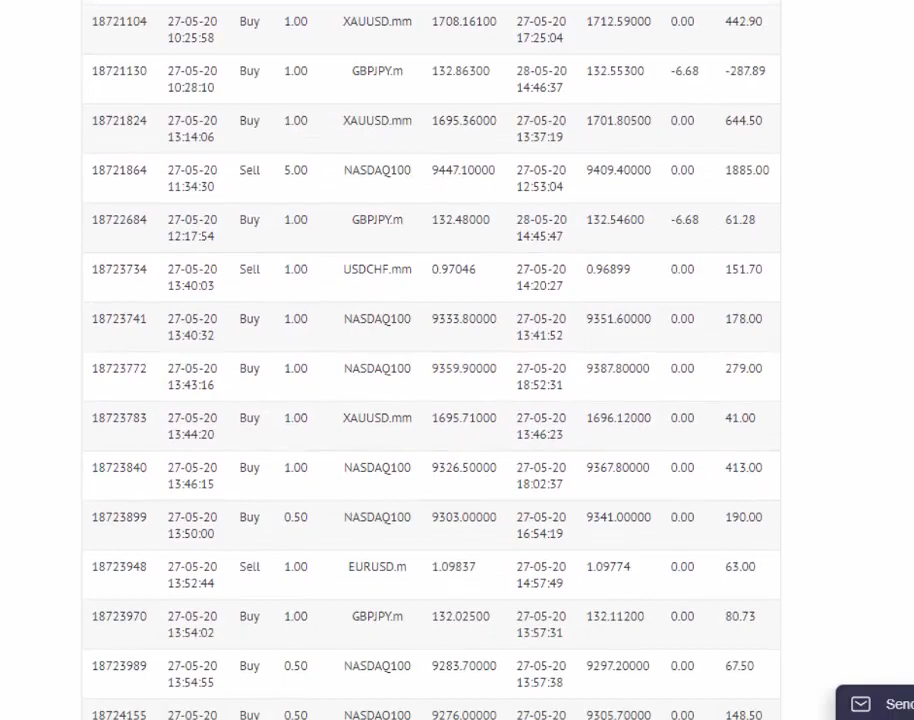 18721104 27-05-20 Buy 1.00 XAUUSD.mm 1708.16100 27-05-20 1712.59000 0.00 442.90
10:25:58 17:25:04
18721130 27-05-20 Buy 1.00 GBPJPY.m 132.86300 28-05-20 132.55300 -6.68 -287.89
10:28:10 14:46:37
18721824 27-05-20 Buy 1.00 XAUUSD.mm 1695.36000 27-05-20 1701.80500 0.00 644.50
13:14:06 13:37:19
18721864 27-05-20 Sell 5.00 NASDAQ100 9447.10000 27-05-20 9409.40000 0.00 1885.00
11:34:30 12:53:04
18722684 27-05-20 Buy 1.00 GBPJPY.m 132.48000 28-05-20 132.54600 -6.68 61.28
12:17:54 14:45:47
18723734 27-05-20 Sell 1.00 USDCHF.mm 0.97046 27-05-20 0.96899 0.00 151.70
13:40:03 14:20:27
18723741 27-05-20 Buy 1.00 NASDAQ100 9333.80000 27-05-20 9351.60000 0.00 178.00
13:40:32 13:41:52
18723772 27-05-20 Buy 1.00 NASDAQ100 9359.90000 27-05-20 9387.80000 0.00 279.00
13:43:16 18:52:31
18723783 27-05-20 Buy 1.00 XAUUSD.mm 1695.71000 27-05-20 1696.12000 0.00 41.00
13:44:20 13:46:23
18723840 27-05-20 Buy 1.00 NASDAQ100 9326.50000 27-05-20 9367.80000 0.00 413.00
13:46:15 18:02:37
18723899 27-05-20 Buy 0.50 NASDAQ100 9303.00000 27-05-20 9341.00000 0.00 190.00
13:50:00 16:54:19
18723948 27-05-20 Sell 1.00 EURUSD.m 1.09837 27-05-20 1.09774 0.00 63.00
13:52:44 14:57:49
18723970 27-05-20 Buy 1.00 GBPJPY.m 132.02500 27-05-20 132.11200 0.00 80.73
13:54:02 13:57:31
18723989 27-05-20 Buy 0.50 NASDAQ100 9283.70000 27-05-20 9297.20000 0.00 67.50
13:54:55 13:57:38
18724155 27-05-20 Buy 0.50 NASDAQ100 9276.00000 27-05-20 9305.70000 0.00 148.50
Send